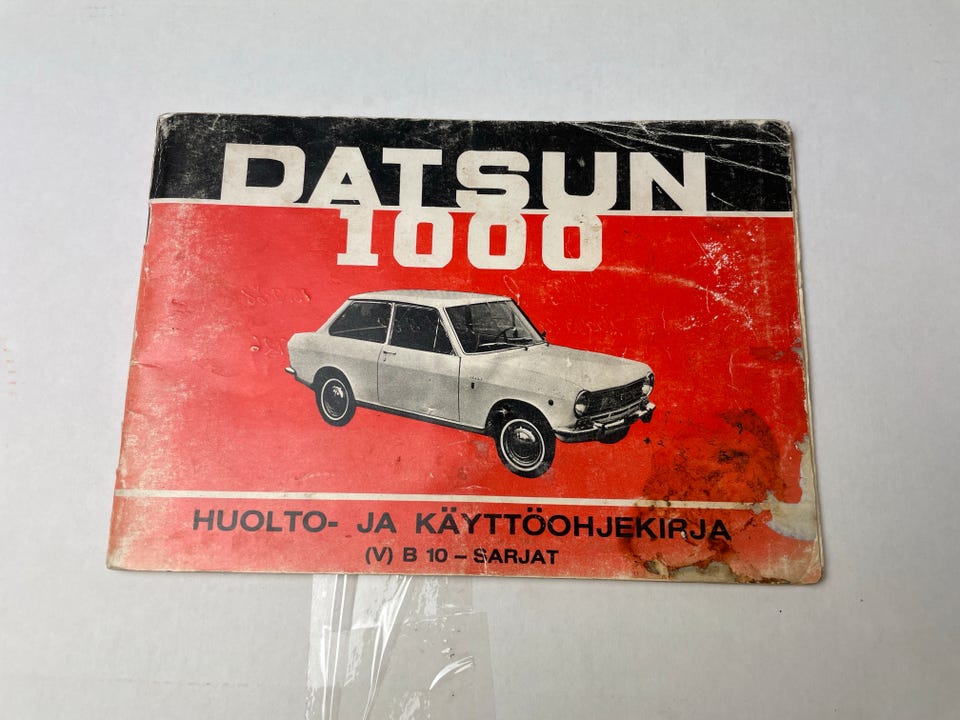 DATSUN
1000
HUOLTO- JA KÄYTTÖOHJEKIRJA
(V) B 10 – SARJAT